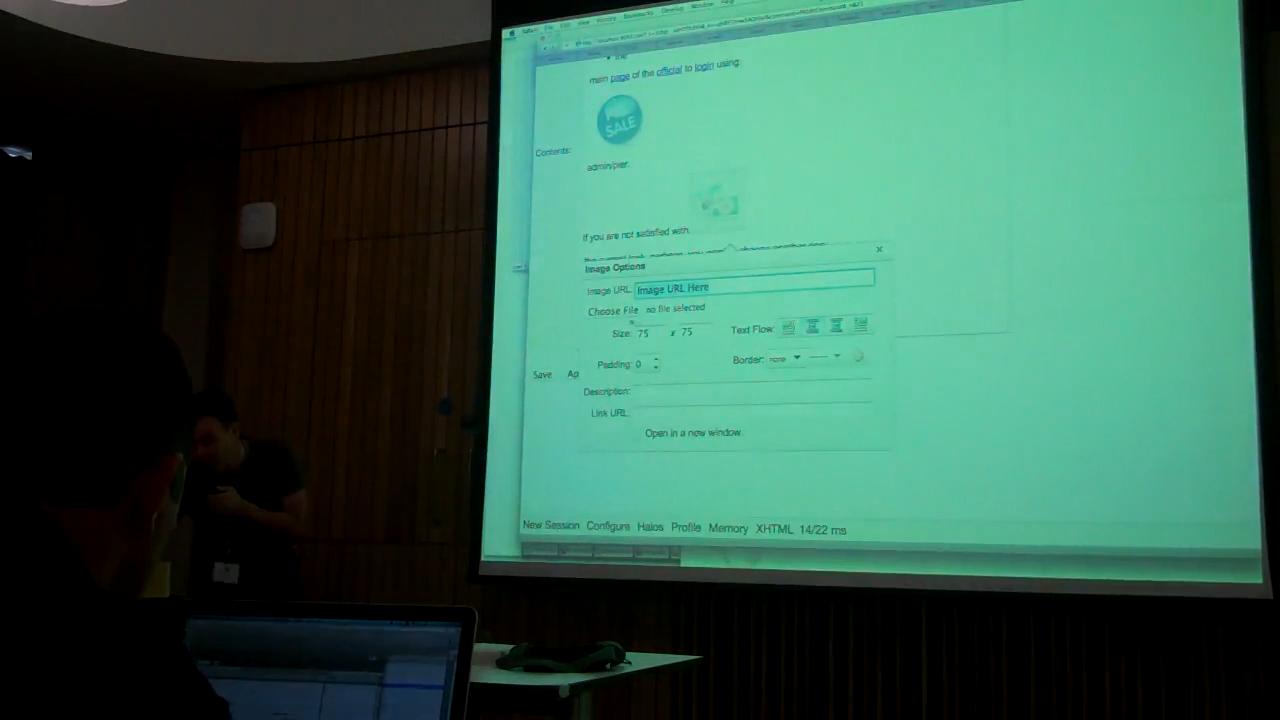 main page of the official to login using:
SALE
Contents:
admin/pier.
If you are not satisfied with.
Image Options
Image URL: Image URL Here
Choose File no file selected
Size: 75 x 75 Text Flow:
Padding: 0 Border: none
Save Ap
Description:
Link URL:
Open in a new window.
New Session Configure Halos Profile Memory XHTML 14/22 ms